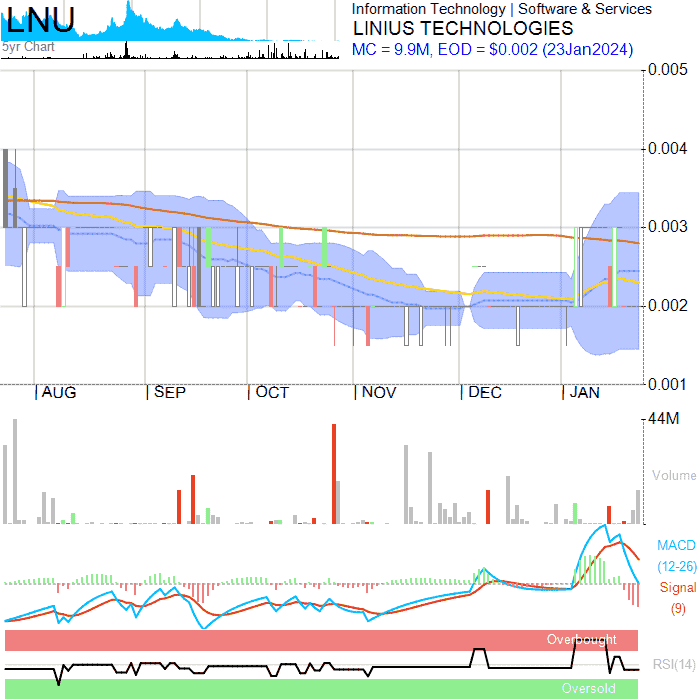 LNU
Information Technology | Software & Services
LINIUS TECHNOLOGIES
5yr Chart
MC = 9.9M, EOD = $0.002 (23Jan2024)
0.005
0.004
0.003
0.002
0.001
AUG SEP OCT NOV DEC JAN
44M
Volume
MACD
(12-26)
Signal
(9)
Overbought
RSI(14)
Oversold